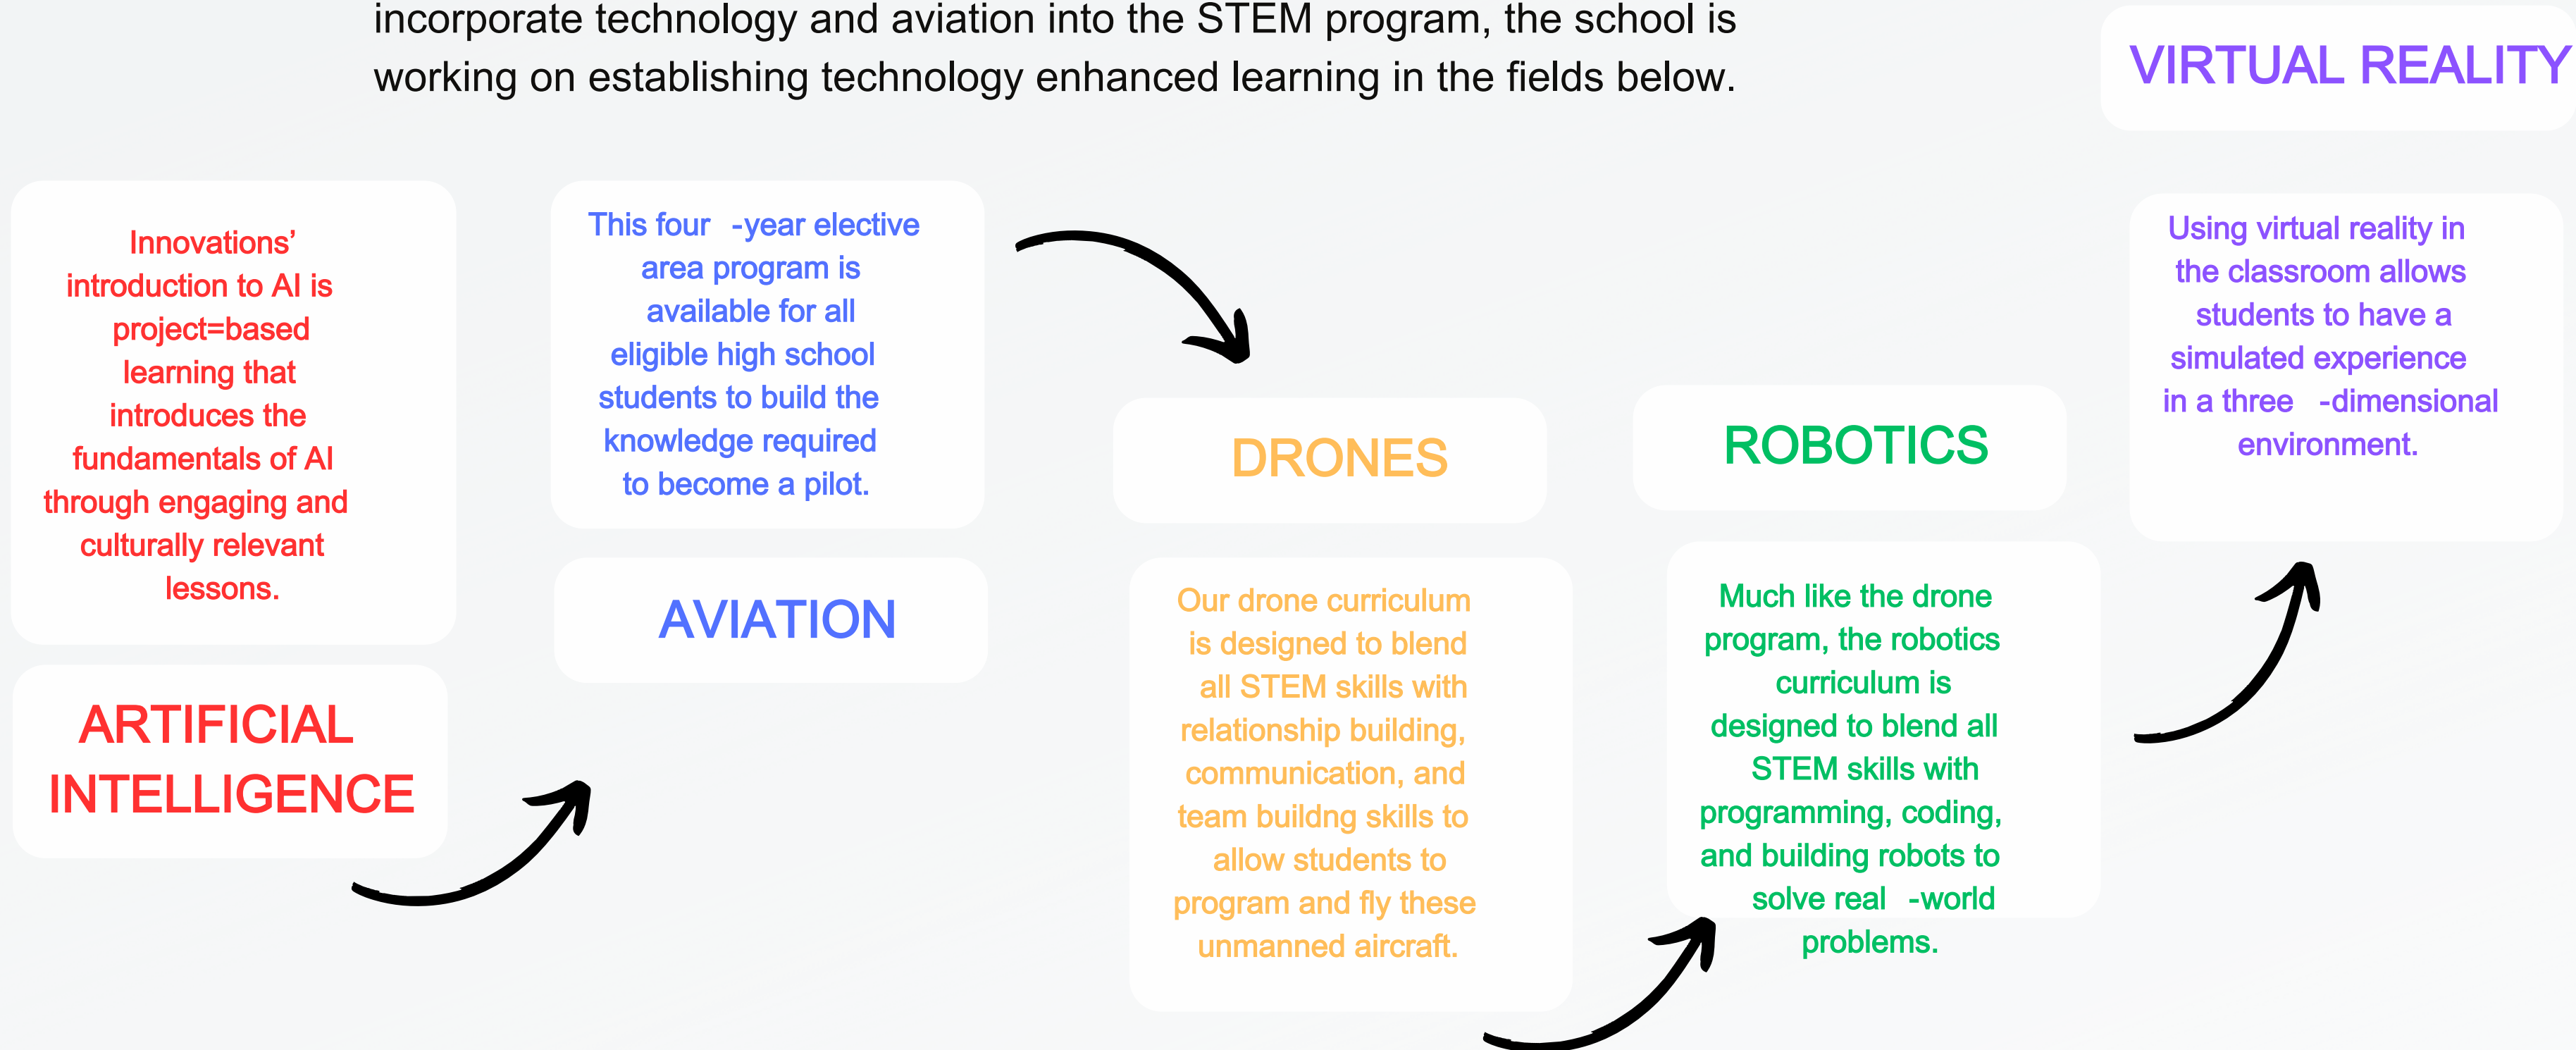 incorporate technology and aviation into the STEM program, the school is
working on establishing technology enhanced learning in the fields below.
Innovations’
introduction to AI is
project=based
learning that
introduces the
fundamentals of AI
through engaging and
culturally relevant
lessons.
ARTIFICIAL
INTELLIGENCE
This four -year elective
area program is
available for all
eligible high school
students to build the
knowledge required
to become a pilot.
AVIATION
DRONES
Our drone curriculum
is designed to blend
all STEM skills with
relationship building,
communication, and
team buildng skills to
allow students to
program and fly these
unmanned aircraft.
ROBOTICS
Much like the drone
program, the robotics
curriculum is
designed to blend all
STEM skills with
programming, coding,
and building robots to
solve real -world
problems.
VIRTUAL REALITY
Using virtual reality in
the classroom allows
students to have a
simulated experience
in a three -dimensional
environment.